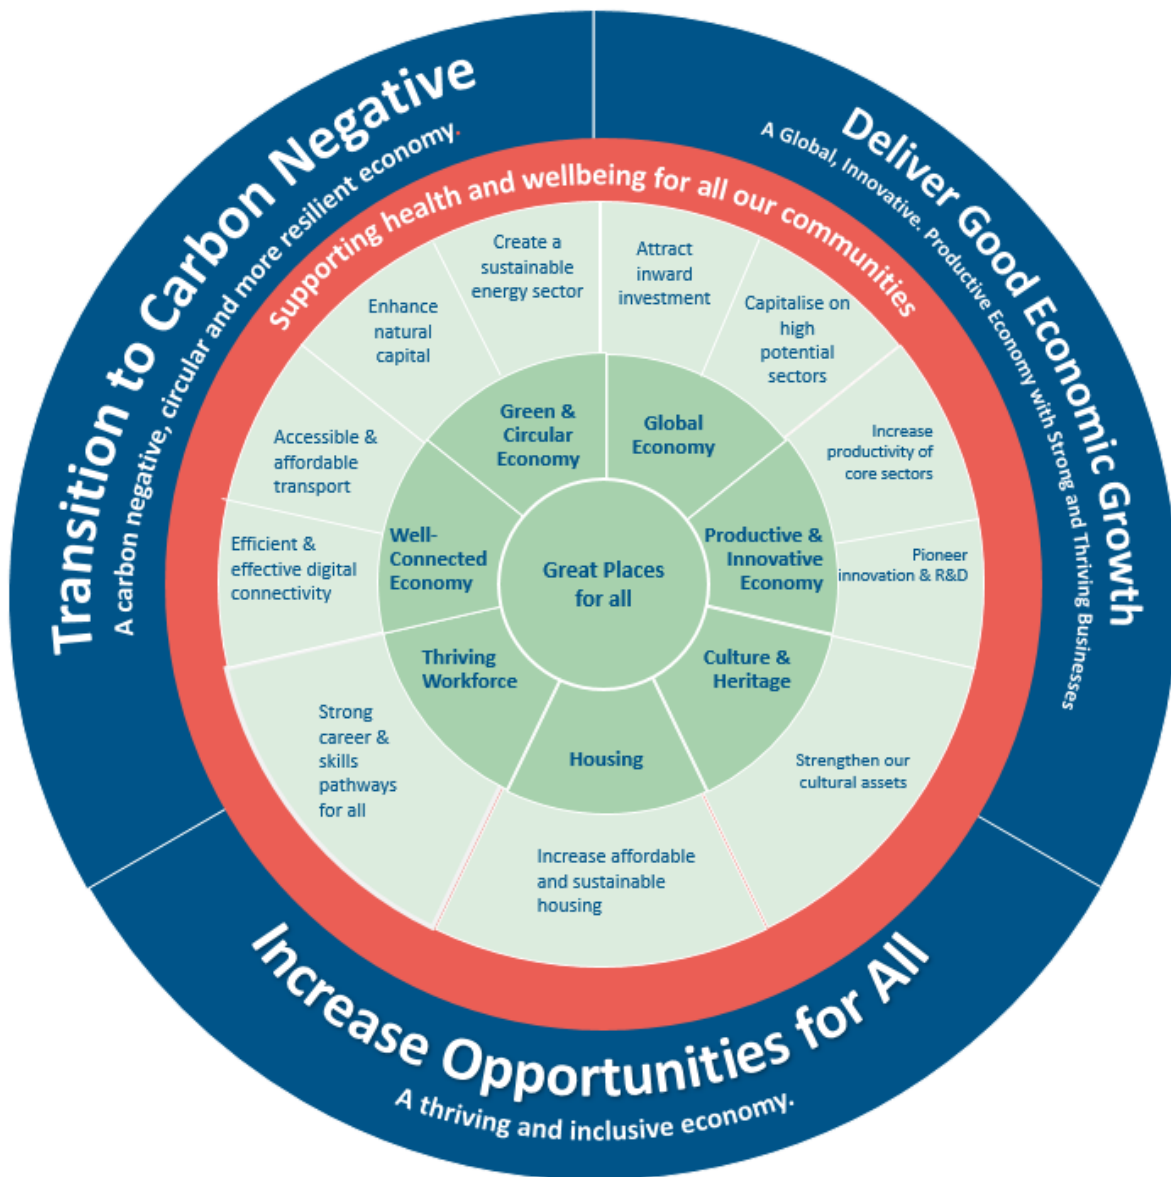 Transition to Carbon Negative
A carbon negative, circular and more resilient economy.
Deliver Good Economic Growth
A Global, Innovative. Productive Economy with Strong and Thriving Businesses
Supporting health and wellbeing for all our communities
Create a
sustainable
energy sector
Attract
inward
investment
Enhance
natural
capital
Capitalise on
high
potential
sectors
Accessible &
affordable
transport
Increase
productivity of
core sectors
Efficient &
effective digital
connectivity
Pioneer
innovation & R&D
Green &
Circular
Economy
Global
Economy
Well-
Connected
Economy
Productive &
Innovative
Economy
Great Places
for all
Thriving
Workforce
Culture &
Heritage
Housing
Strong
career &
skills
pathways
for all
Strengthen our
cultural assets
Increase affordable
and sustainable
housing
Increase Opportunities for All
A thriving and inclusive economy.